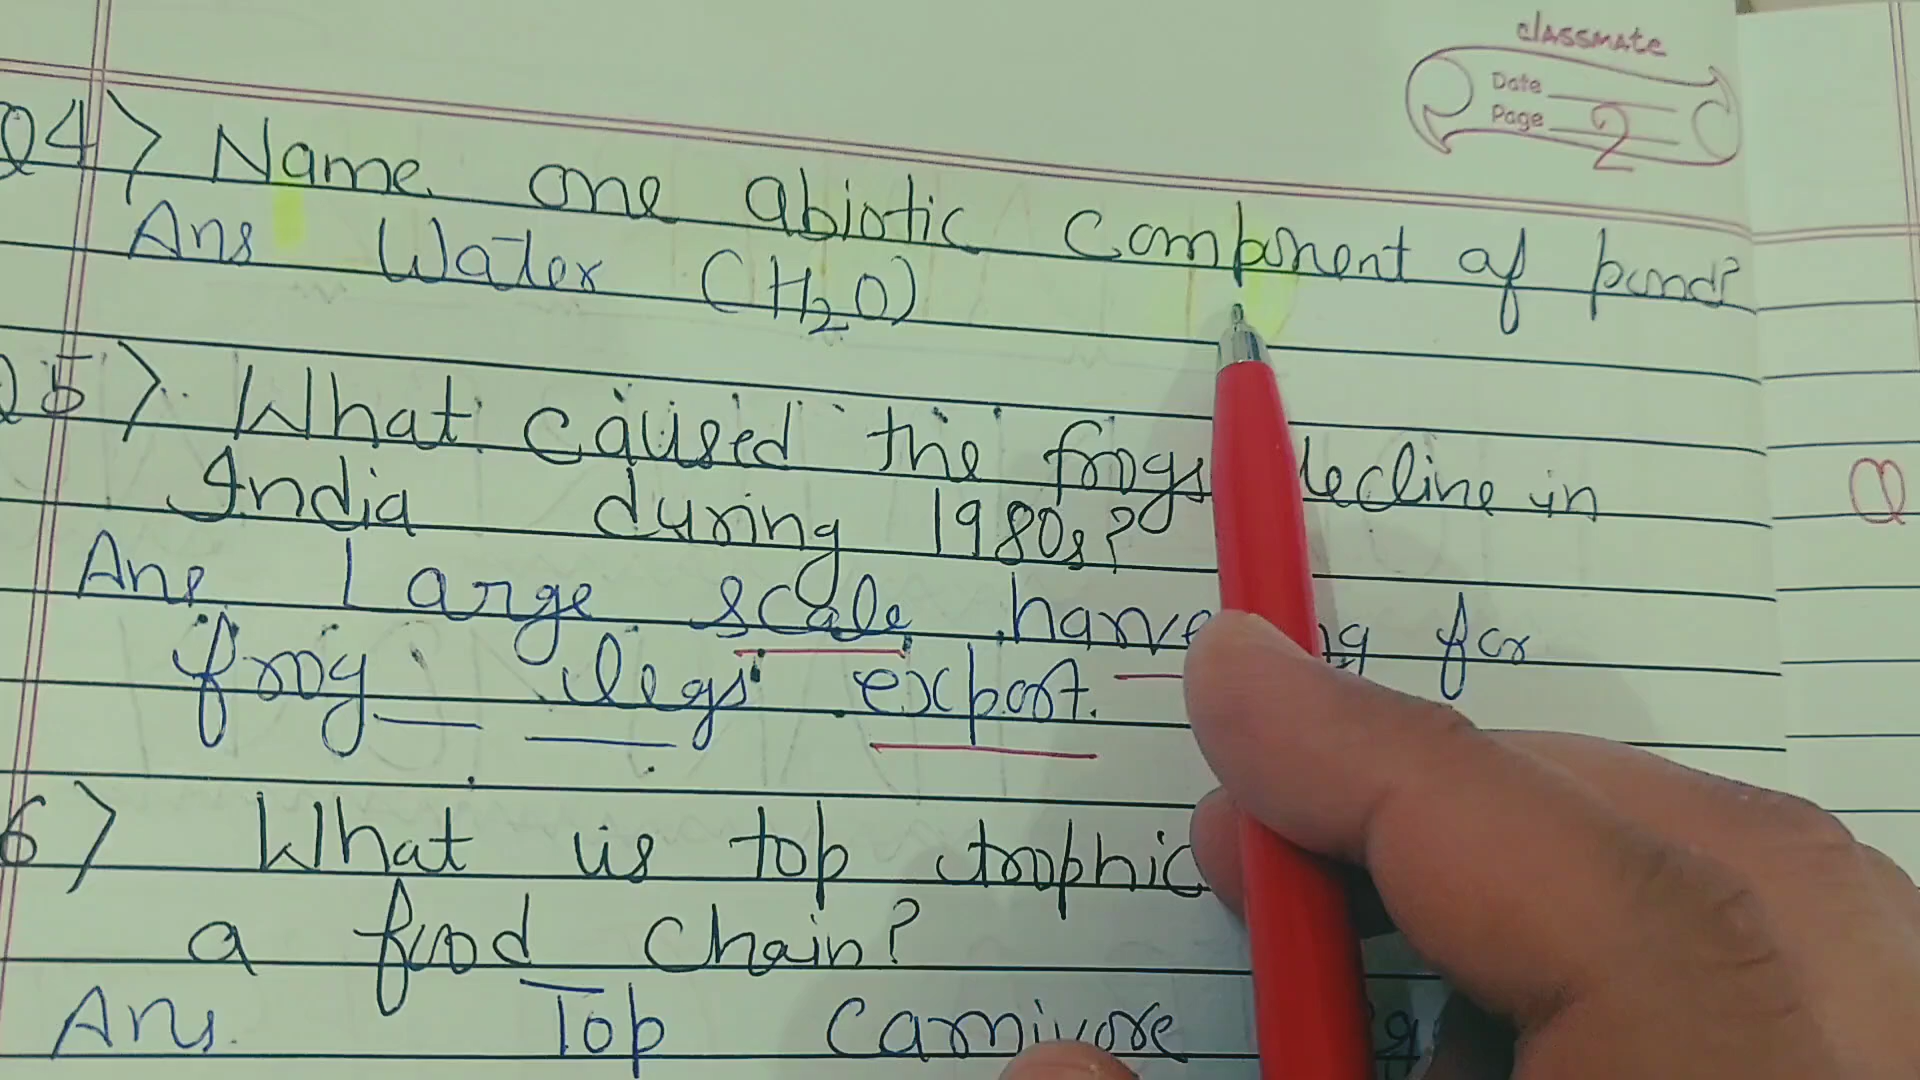 classmate
Date
Page 2
Q4> Name one abiotic component of pond?
Ans Water (H2O)
Q5> What caused the frogs decline in
India during 1980s?
Ans Large scale for
frog legs export.
6> What is top trophic
a food chain?
Ans. Top Carnivore
Q